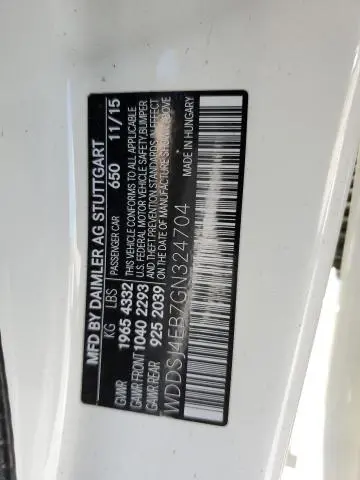 MFD BY DAIMLER AG STUTTGART
KG LBS PASSENGER CAR 650 11/15
GVWR 1965 4332 THIS VEHICLE CONFORMS TO ALL APPLICABLE
GAWR FRONT 1040 2293 U.S. FEDERAL MOTOR VEHICLE SAFETY, BUMPER
GAWR REAR 925 2039 AND THEFT PREVENTION STANDARDS IN EFFECT
ON THE DATE OF MANUFACTURE SHOWN ABOVE
WDDSJ4EB7GN324704
MADE IN HUNGARY